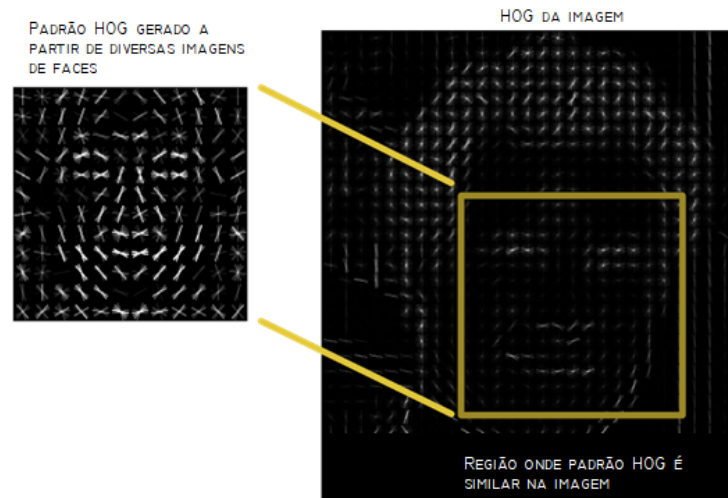 PADRÃO HOG GERADO A
PARTIR DE DIVERSAS IMAGENS
DE FACES
HOG DA IMAGEM
REGIÃO ONDE PADRÃO HOG É
SIMILAR NA IMAGEM